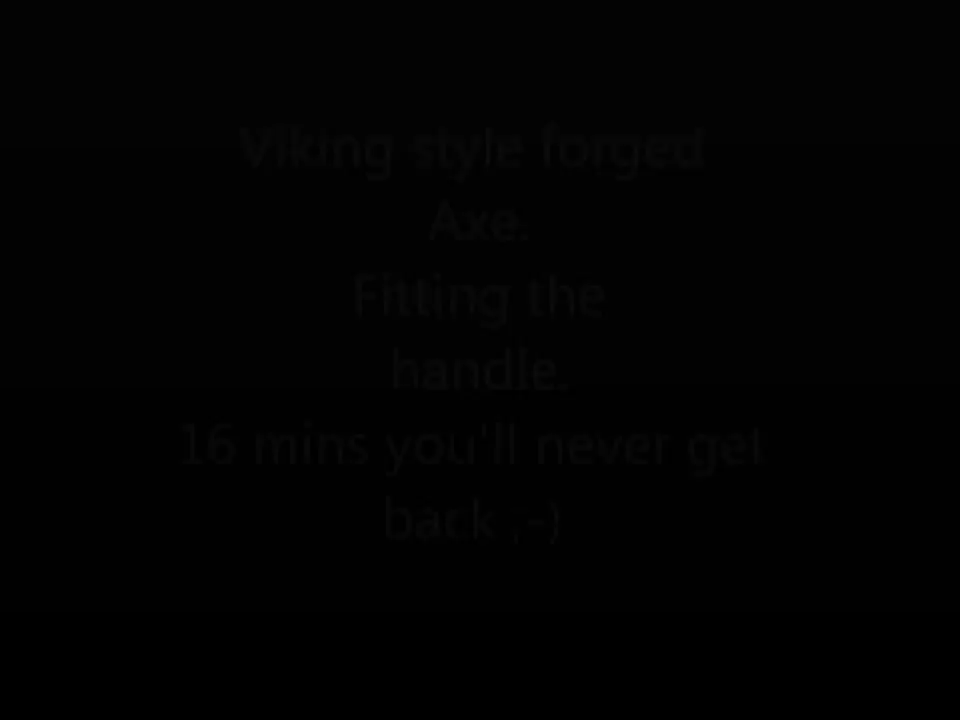 Viking style forged
Axe.
Fitting the
handle.
16 mins you'll never get
back ;-)